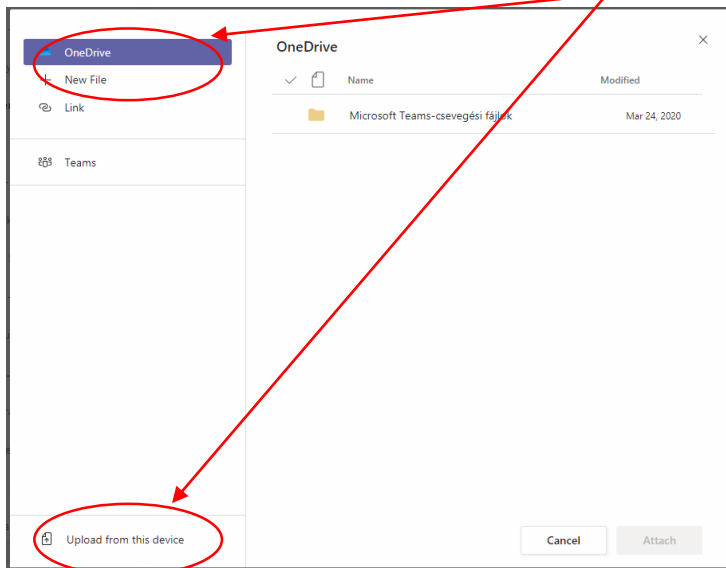 OneDrive
New File
Link
Teams
Upload from this device
OneDrive
Name Modified
Microsoft Teams-csevegési fájlok Mar 24, 2020
Cancel Attach